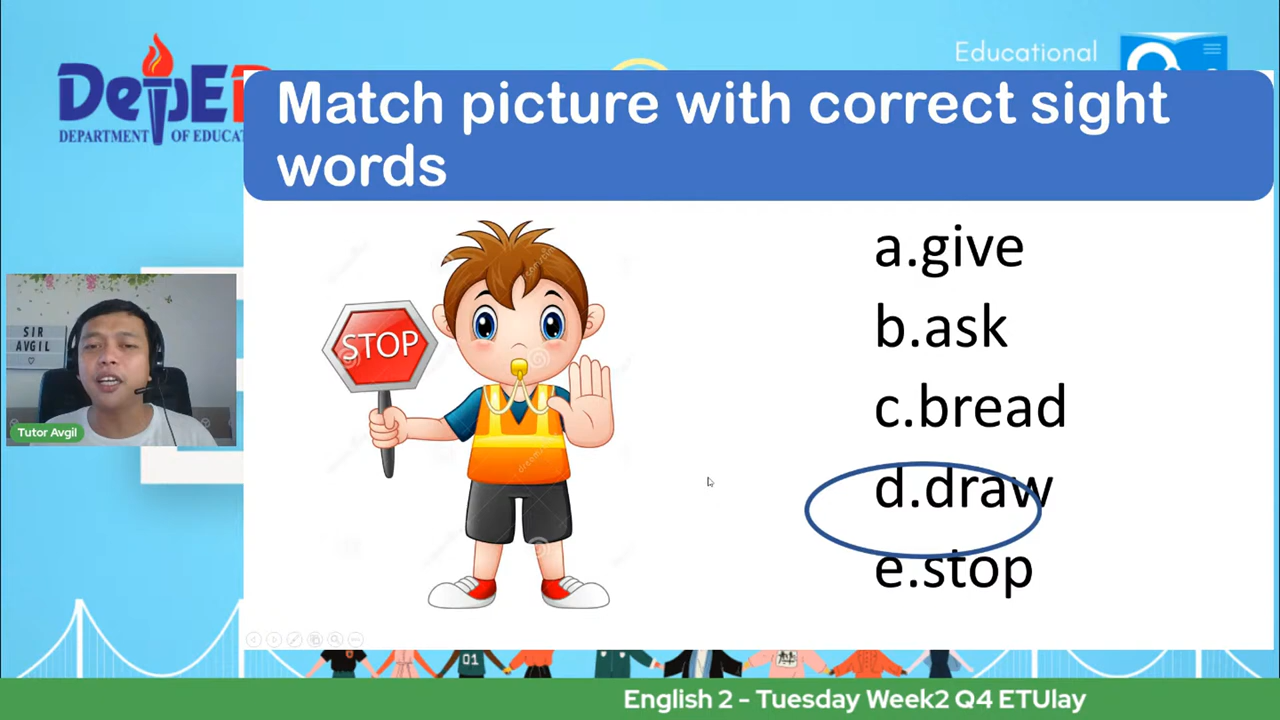 Educational
DepED
DEPARTMENT OF EDUCAT
Match picture with correct sight
words
a.give
b.ask
c.bread
d.draw
e.stop
STOP
SIR
AVGIL
Tutor Avgil
01
English 2 – Tuesday Week2 Q4 ETUlay